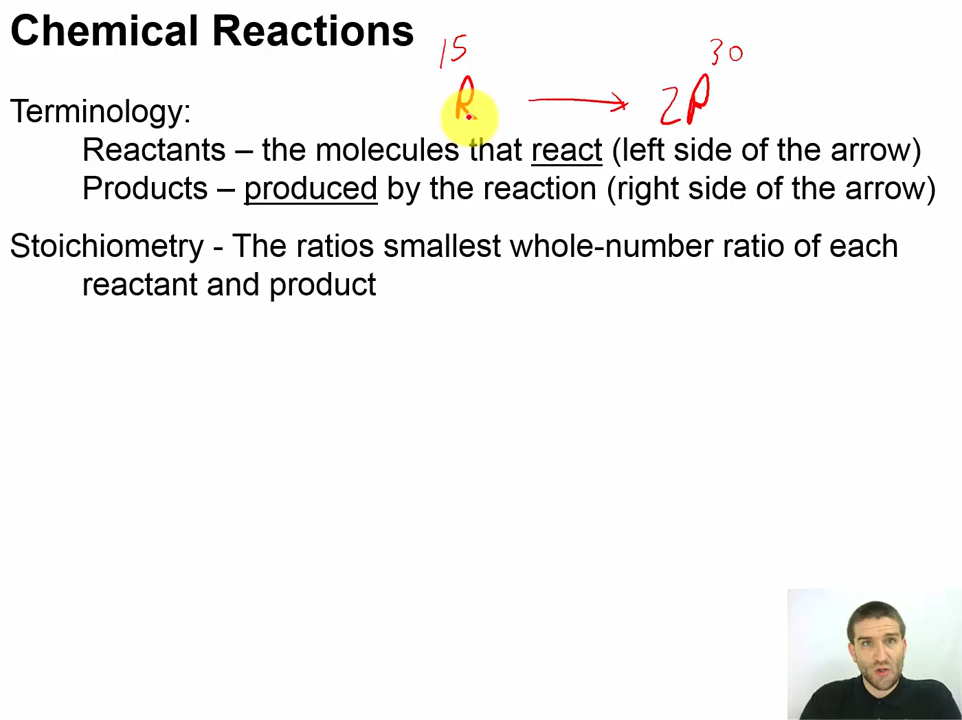 Chemical Reactions
15 30
R → 2P
Terminology:
Reactants – the molecules that react (left side of the arrow)
Products – produced by the reaction (right side of the arrow)
Stoichiometry - The ratios smallest whole-number ratio of each
reactant and product